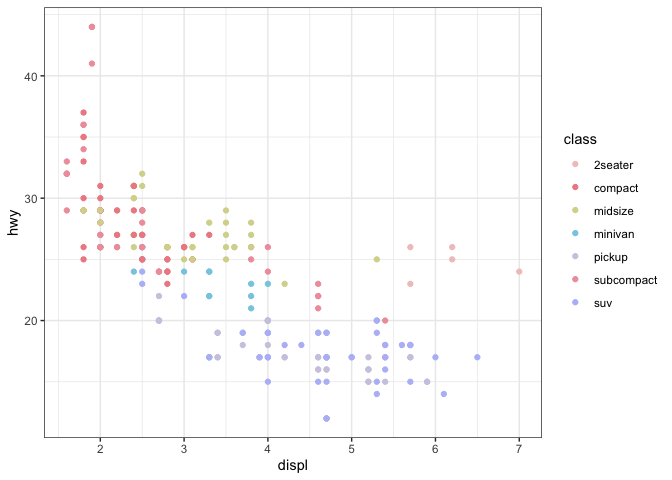 hwy
40
30
20
2 3 4 5 6 7
displ
class
2seater
compact
midsize
minivan
pickup
subcompact
suv